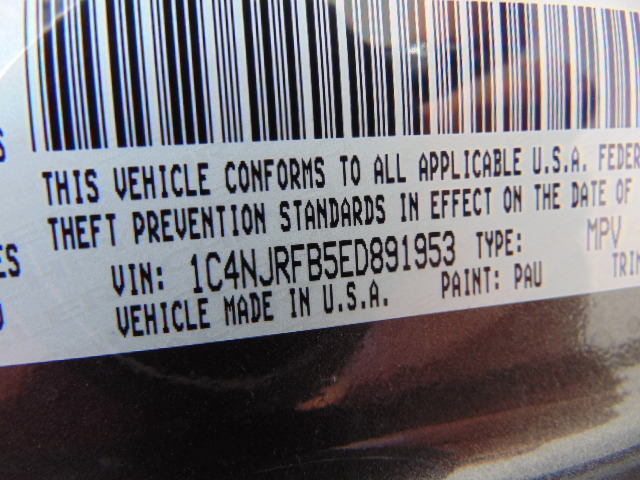 THIS VEHICLE CONFORMS TO ALL APPLICABLE U.S.A. FEDER
THEFT PREVENTION STANDARDS IN EFFECT ON THE DATE OF
VIN: 1C4NJRFB5ED891953 TYPE: MPV
VEHICLE MADE IN U.S.A. PAINT: PAU TRIM